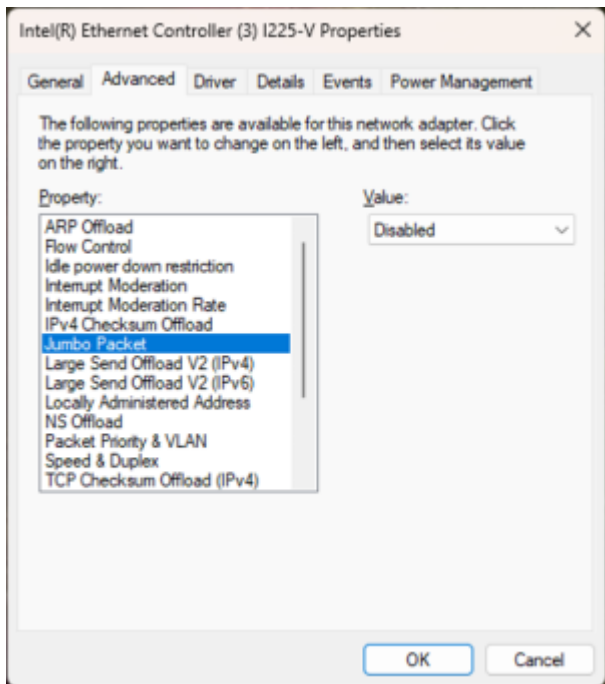 Intel(R) Ethernet Controller (3) I225-V Properties
General Advanced Driver Details Events Power Management
The following properties are available for this network adapter. Click
the property you want to change on the left, and then select its value
on the right.
Property:
Value:
ARP Offload
Flow Control
Idle power down restriction
Interrupt Moderation
Interrupt Moderation Rate
IPv4 Checksum Offload
Jumbo Packet
Large Send Offload V2 (IPv4)
Large Send Offload V2 (IPv6)
Locally Administered Address
NS Offload
Packet Priority & VLAN
Speed & Duplex
TCP Checksum Offload (IPv4)
Disabled
OK Cancel